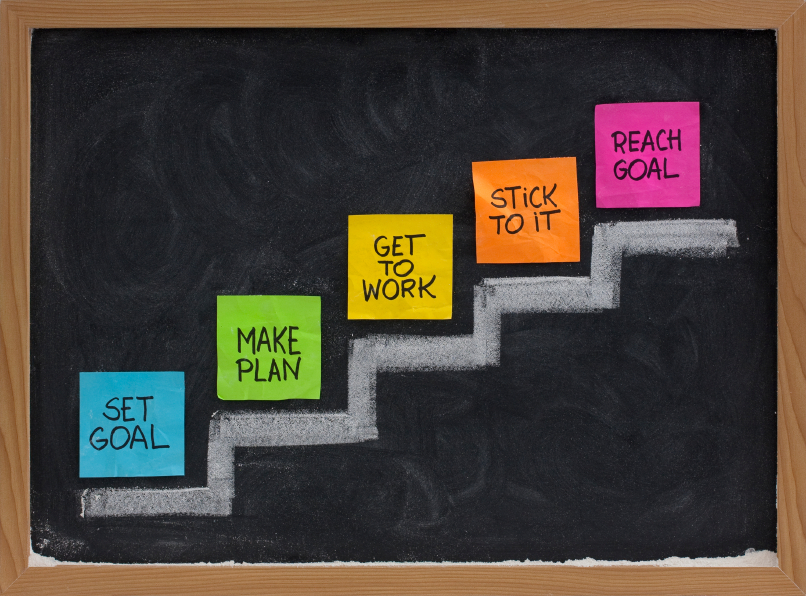 SET
GOAL
MAKE
PLAN
GET
TO
WORK
STiCK
TO iT
REACH
GOAL